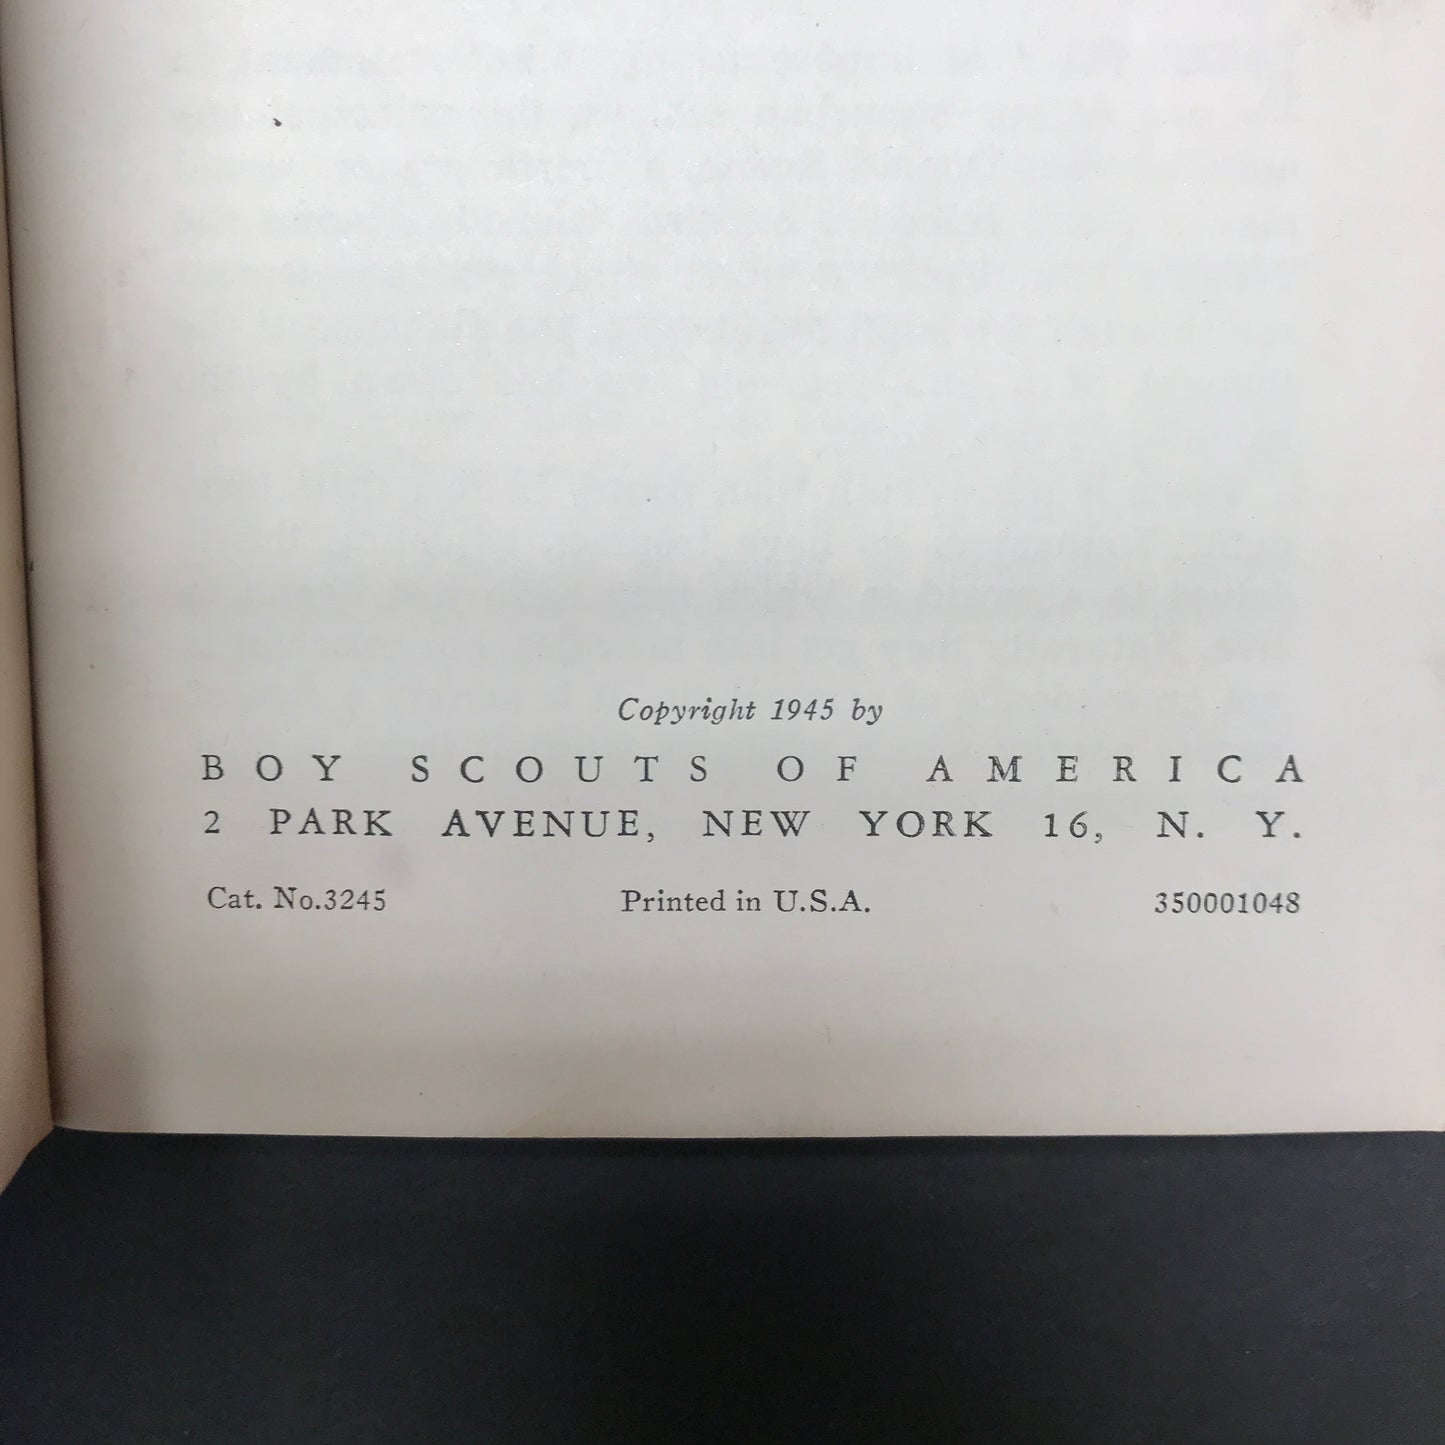 Copyright 1945 by
BOY SCOUTS OF AMERICA
2 PARK AVENUE, NEW YORK 16, N. Y.
Cat. No.3245 Printed in U.S.A. 350001048